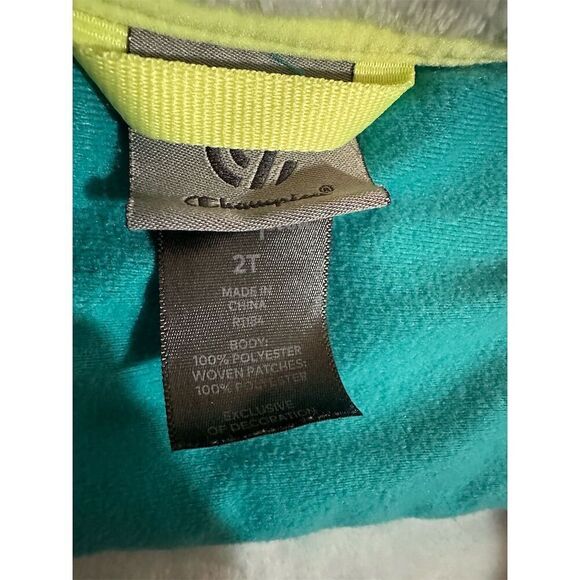 Champion®
2T
MADE IN
CHINA
BODY:
100% POLYESTER
WOVEN PATCHES:
100% POLYESTER
EXCLUSIVE
OF DECORATION